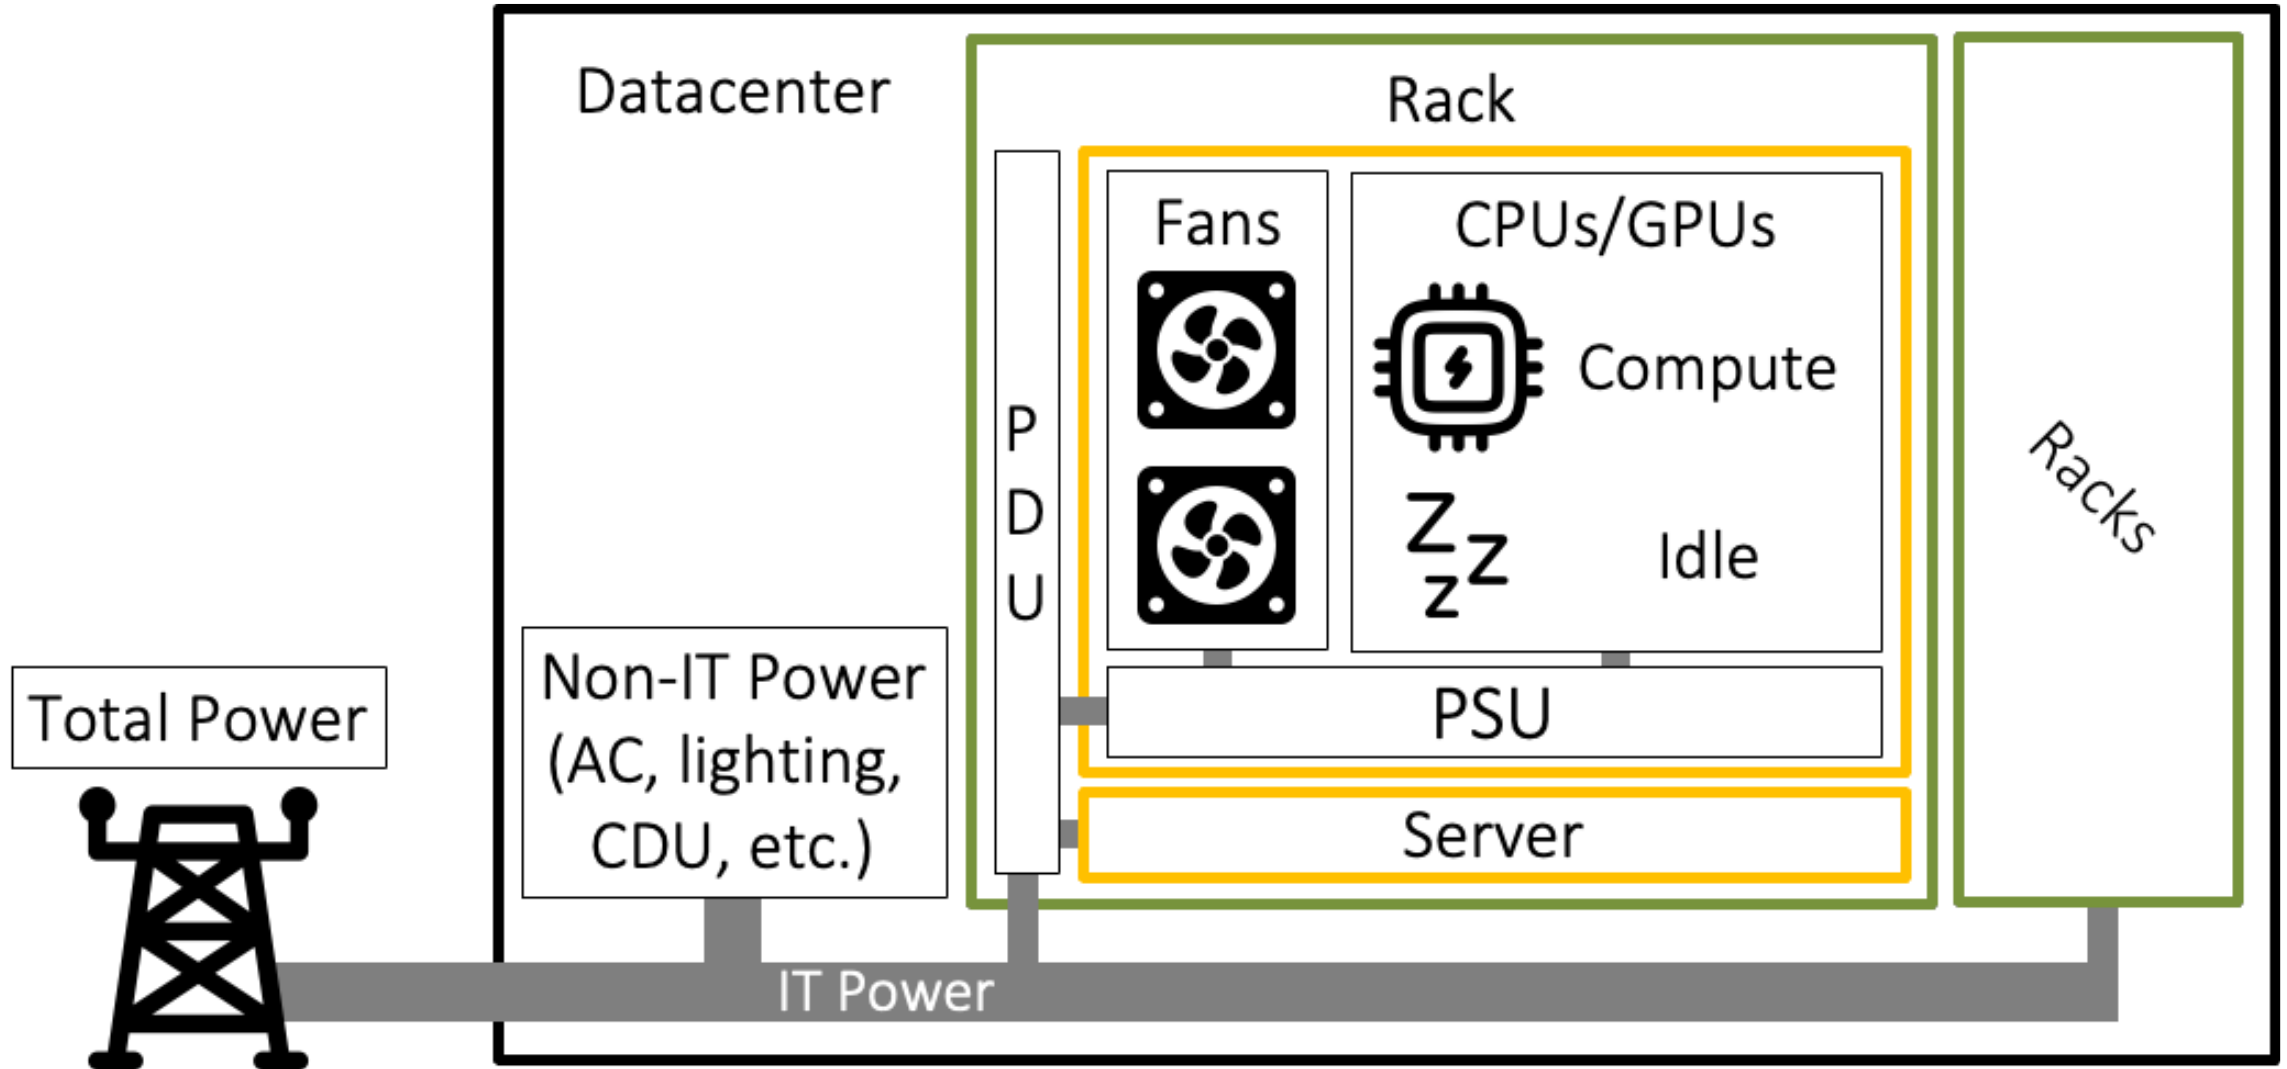 Datacenter
Rack
Fans
CPUs/GPUs
Compute
Idle
P
D
U
PSU
Server
Racks
Non-IT Power
(AC, lighting,
CDU, etc.)
Total Power
IT Power
Z
Z
Z